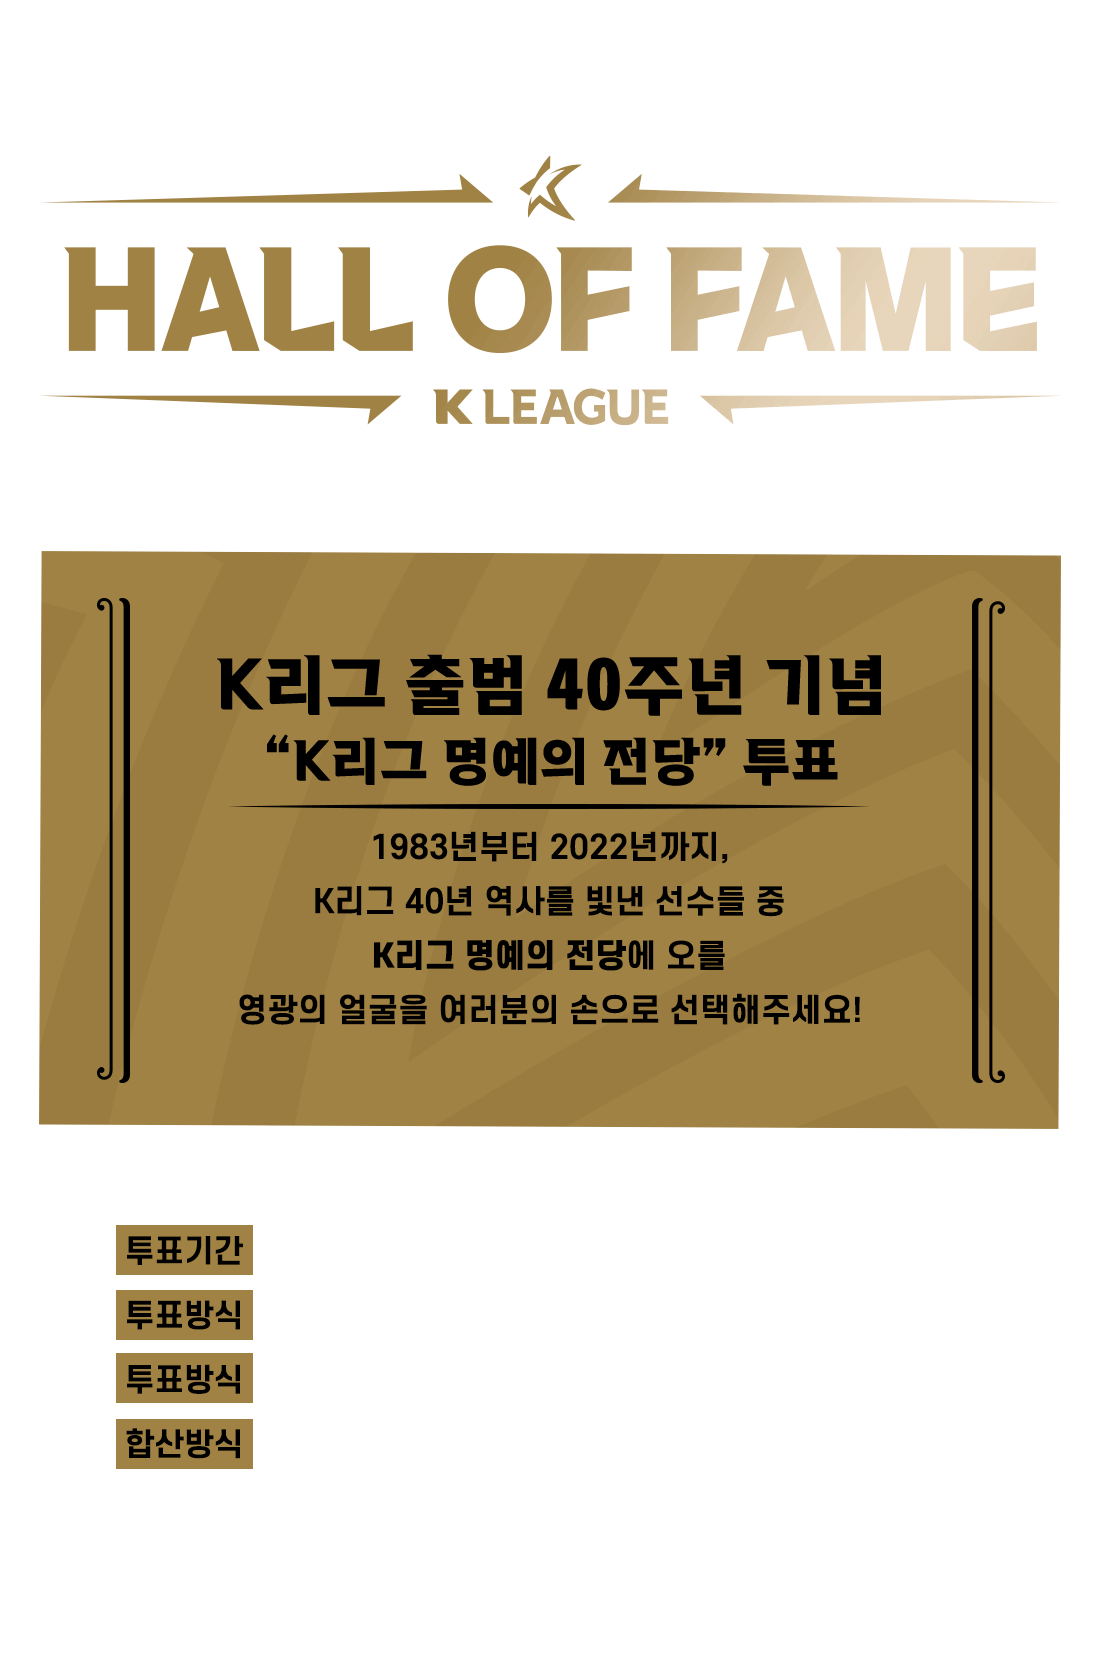 HALL OF FAME
K LEAGUE
K리그 출범 40주년 기념
“K리그 명예의 전당” 투표
1983년부터 2022년까지,
K리그 40년 역사를 빛낸 선수들 중
K리그 명예의 전당에 오를
영광의 얼굴을 여러분의 손으로 선택해주세요!
투표기간
투표방식
투표방식
합산방식